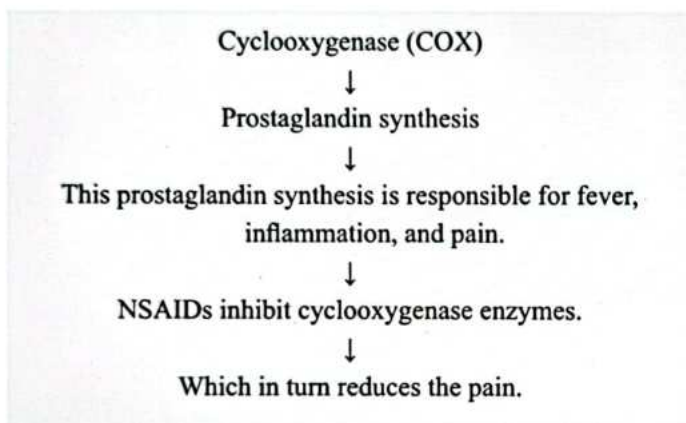 Cyclooxygenase (COX)
↓
Prostaglandin synthesis
↓
This prostaglandin synthesis is responsible for fever,
inflammation, and pain.
↓
NSAIDs inhibit cyclooxygenase enzymes.
↓
Which in turn reduces the pain.